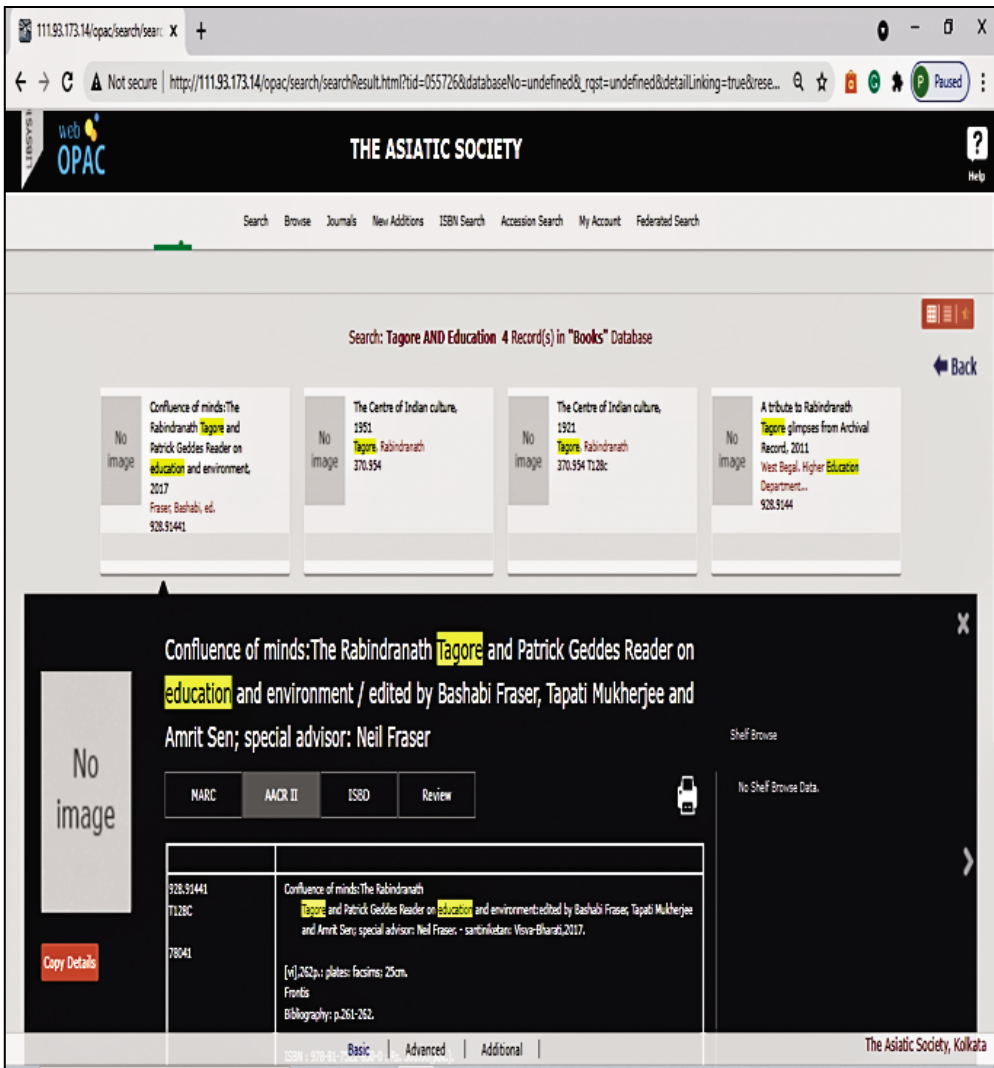 111.93.173.14/opac/search/searc X +
Not secure | http://111.93.173.14/opac/search/searchResult.html?tid=055726&databaseNo=undefined&_rqst=undefined&detailLinking=true&rese... P Paused
LIBSYS
web OPAC
THE ASIATIC SOCIETY
?
Help
Search Browse Journals New Additions ISBN Search Accession Search My Account Federated Search
Search: Tagore AND Education 4 Record(s) in "Books" Database
Back
No image
Confluence of minds:The
Rabindranath Tagore and
Patrick Geddes Reader on
education and environment,
2017
Fraser, Bashabi, ed.
928.91441
No image
The Centre of Indian culture,
1951
Tagore, Rabindranath
370.954
No image
The Centre of Indian culture,
1921
Tagore, Rabindranath
370.954 T128c
No image
A tribute to Rabindranath
Tagore glimpses from Archival
Record, 2011
West Begal. Higher Education
Department...
928.9144
X
No
image
Confluence of minds:The Rabindranath Tagore and Patrick Geddes Reader on
education and environment / edited by Bashabi Fraser, Tapati Mukherjee and
Amrit Sen; special advisor: Neil Fraser
Shelf Browse
No Shelf Browse Data.
MARC AACR II ISBD Review
928.91441
T128C
78041
Confluence of minds:The Rabindranath
Tagore and Patrick Geddes Reader on education and environment:edited by Bashabi Fraser, Tapati Mukherjee
and Amrit Sen; special advisor: Neil Fraser. - santiniketan: Visva-Bharati,2017.
[vi],262p.: plates: facsims; 25cm.
Frontis
Bibliography: p.261-262.
Copy Details
Basic | Advanced | Additional |
The Asiatic Society, Kolkata